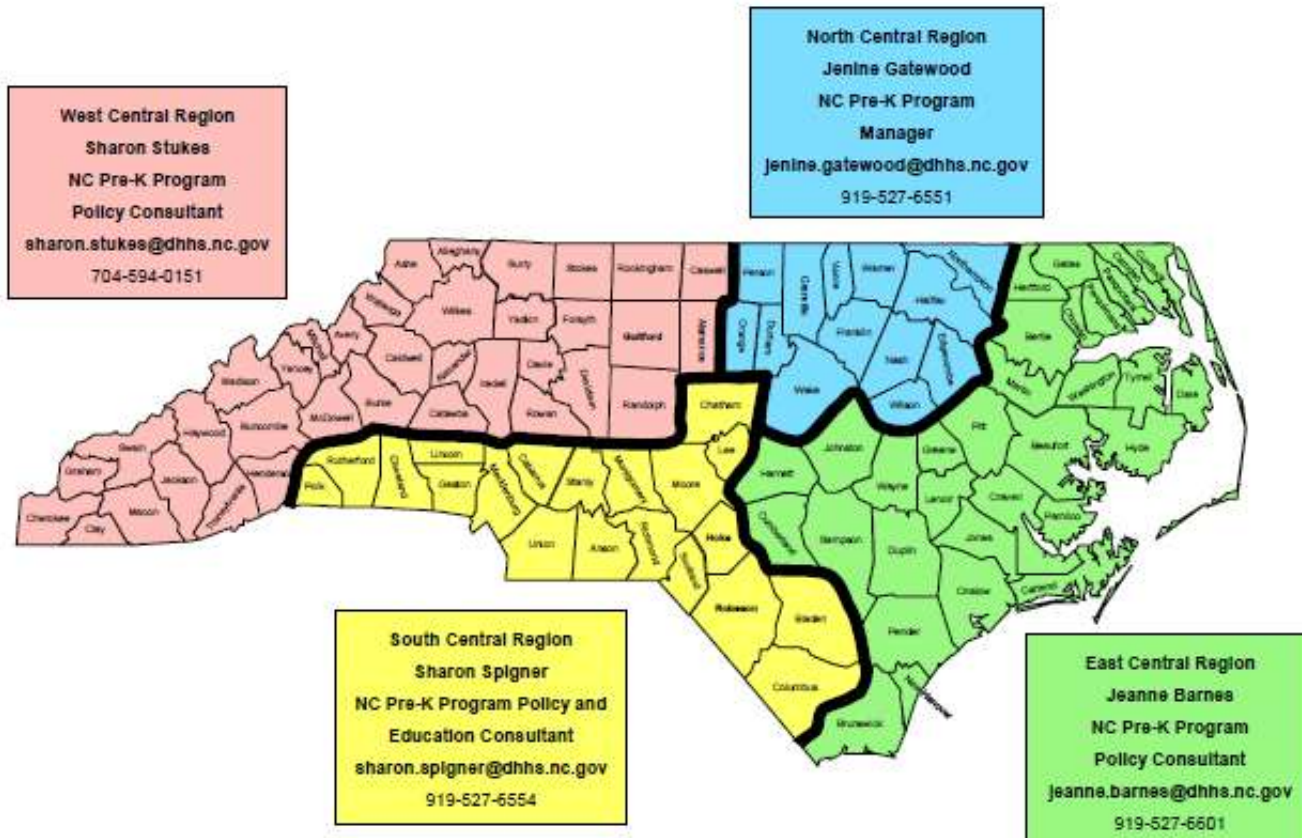 North Central Region
Jenine Gatewood
NC Pre-K Program
Manager
jenine.gatewood@dhhs.nc.gov
919-527-6551
West Central Region
Sharon Stukes
NC Pre-K Program
Policy Consultant
sharon.stukes@dhhs.nc.gov
704-594-0151
Ashe
Alleghany
Surry
Stokes
Rockingham
Caswell
Person
Granville
Vance
Warren
Northampton
Gates
Hertford
Halifax
Watauga
Wilkes
Yadkin
Forsyth
Guilford
Alamance
Orange
Durham
Franklin
Bertie
Mitchell
Avery
Caldwell
Alexander
Iredell
Davie
Davidson
Nash
Edgecombe
Madison
Yancey
Burke
Catawba
Rowan
Randolph
Chatham
Wake
Wilson
Martin
Washington
Tyrrell
Dare
McDowell
Buncombe
Haywood
Swain
Graham
Jackson
Henderson
Rutherford
Polk
Cleveland
Lincoln
Gaston
Mecklenburg
Cabarrus
Stanly
Montgomery
Moore
Lee
Harnett
Johnston
Greene
Pitt
Beaufort
Hyde
Wayne
Lenoir
Craven
Pamlico
Cherokee
Clay
Macon
Transylvania
Union
Anson
Richmond
Scotland
Hoke
Cumberland
Sampson
Duplin
Jones
Onslow
Carteret
Robeson
Bladen
Pender
Columbus
Brunswick
New Hanover
South Central Region
Sharon Spigner
NC Pre-K Program Policy and
Education Consultant
sharon.spigner@dhhs.nc.gov
919-527-6554
East Central Region
Jeanne Barnes
NC Pre-K Program
Policy Consultant
jeanne.barnes@dhhs.nc.gov
919-527-6601